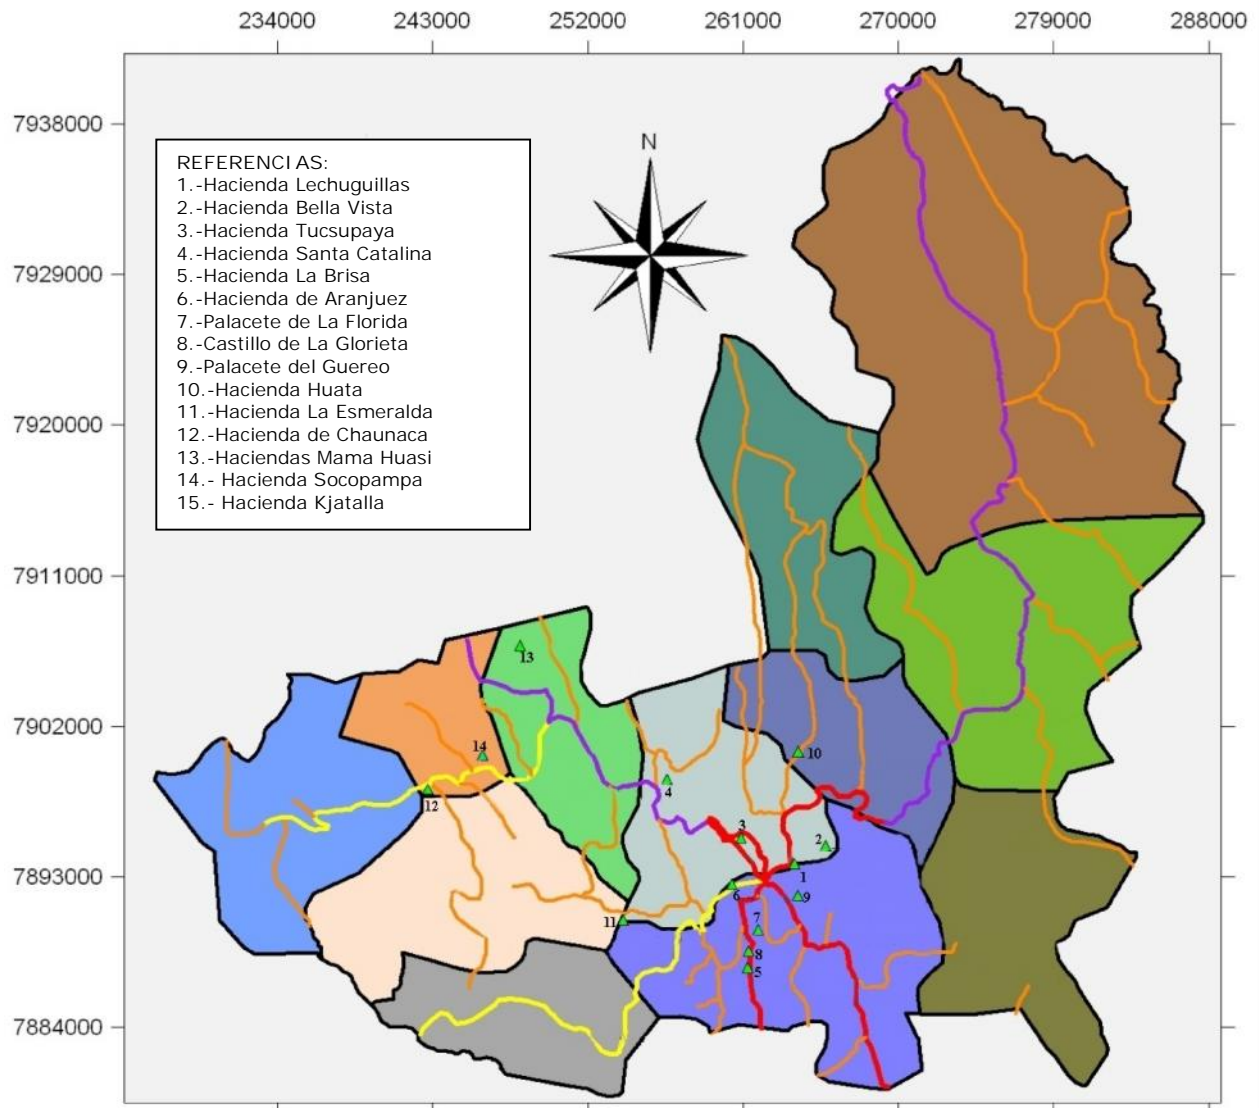 234000 243000 252000 261000 270000 279000 288000
7938000
7929000
7920000
7911000
7902000
7893000
7884000
N
REFERENCIAS:
1.-Hacienda Lechuguillas
2.-Hacienda Bella Vista
3.-Hacienda Tucsupaya
4.-Hacienda Santa Catalina
5.-Hacienda La Brisa
6.-Hacienda de Aranjuez
7.-Palacete de La Florida
8.-Castillo de La Glorieta
9.-Palacete del Guereo
10.-Hacienda Huata
11.-Hacienda La Esmeralda
12.-Hacienda de Chaunaca
13.-Haciendas Mama Huasi
14.- Hacienda Socopampa
15.- Hacienda Kjatalla
13
14
10
12
4
3
2
1
6
9
11
7
8
5